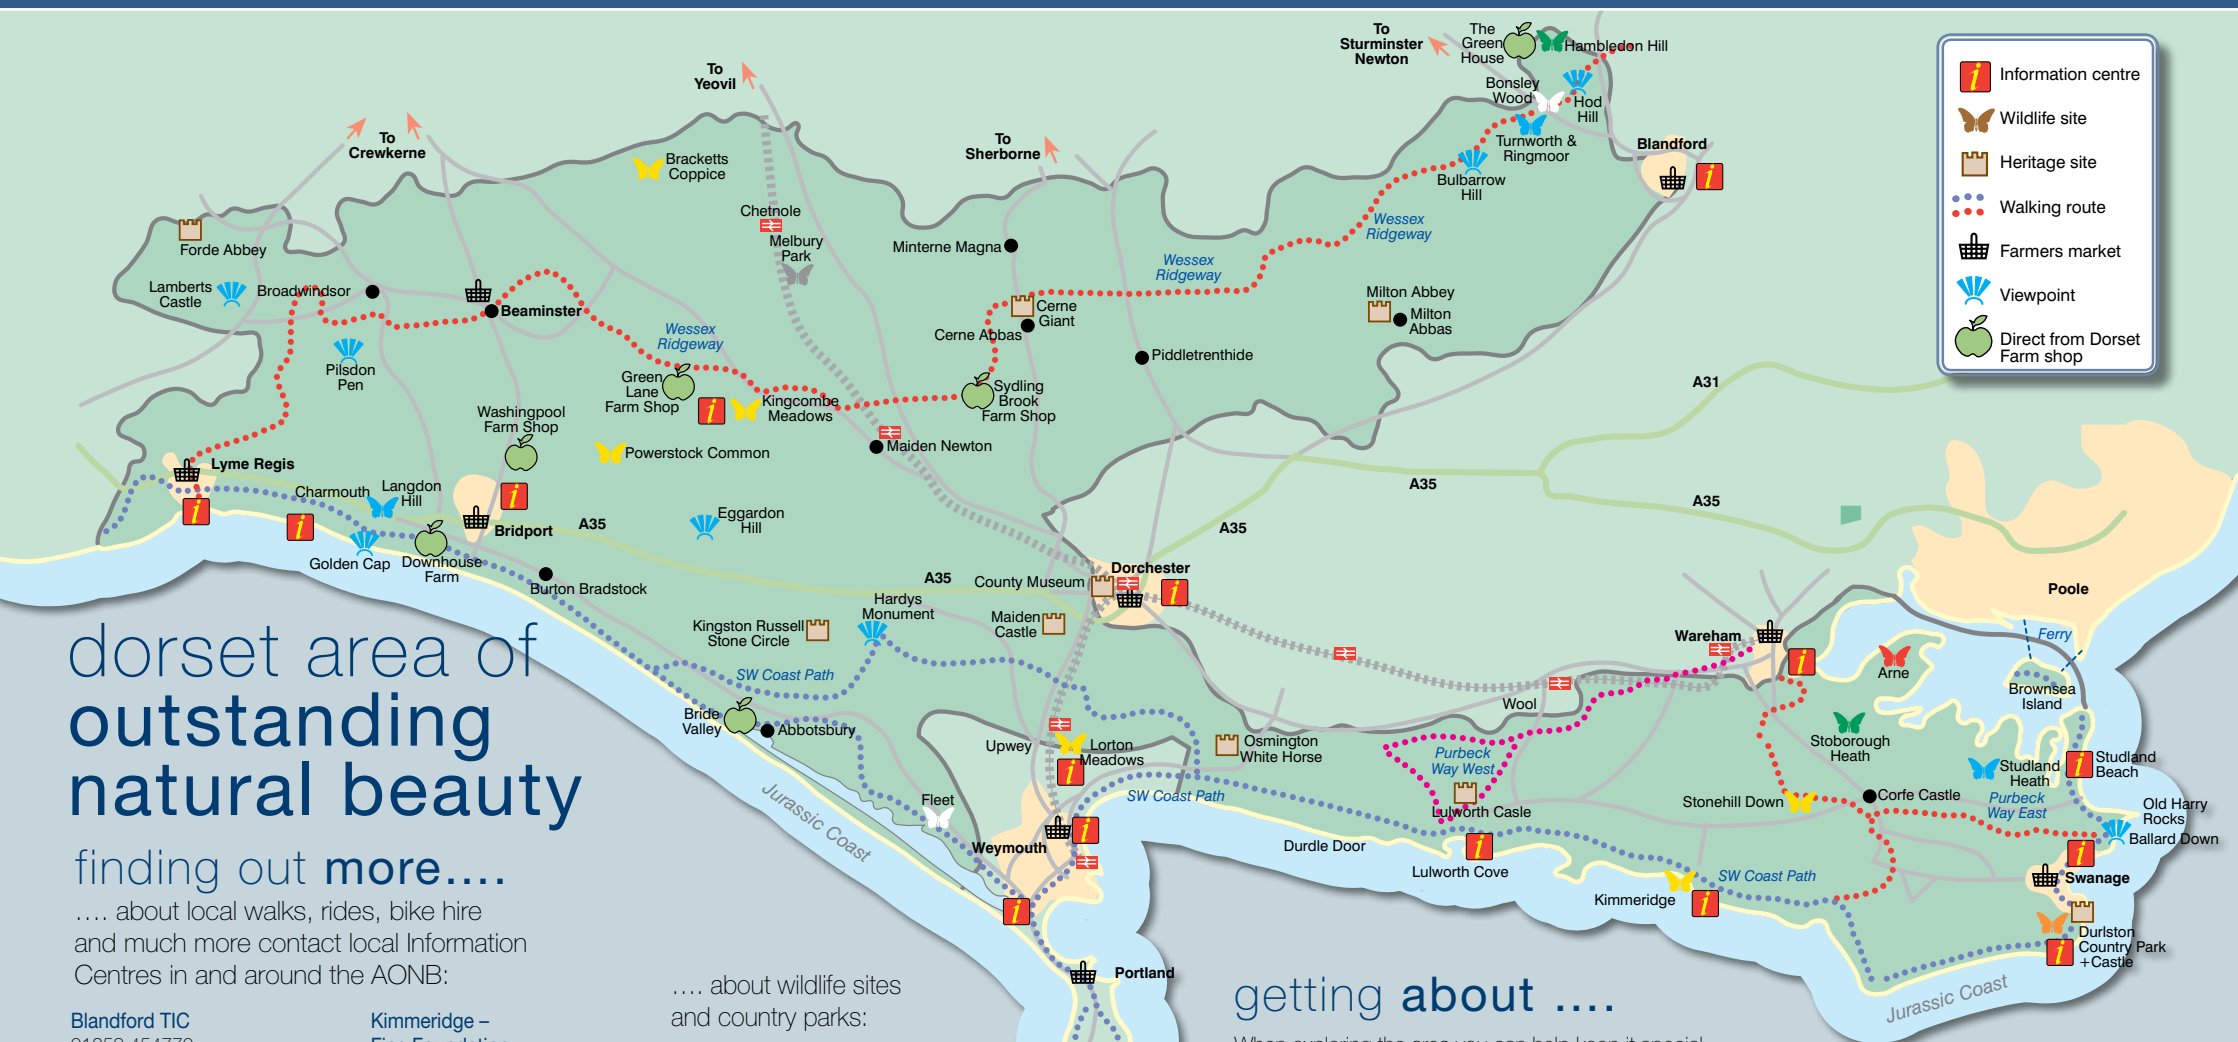 To
Sturminster
Newton
The
Green
House
Hambledon Hill
Bonsley
Wood
Hod
Hill
Turnworth &
Ringmoor
Bulbarrow
Hill
Blandford
i
Information centre
Wildlife site
Heritage site
Walking route
Farmers market
Viewpoint
Direct from Dorset
Farm shop
To
Yeovil
To
Crewkerne
To
Sherborne
Bracketts
Coppice
Chetnole
Melbury
Park
Minterne Magna
Wessex
Ridgeway
Wessex
Ridgeway
Forde Abbey
Lamberts
Castle
Broadwindsor
Beaminster
Pilsdon
Pen
Wessex
Ridgeway
Cerne
Giant
Cerne Abbas
Piddletrenthide
Milton Abbey
Milton
Abbas
Green
Lane
Farm Shop
i
Kingcombe
Meadows
Sydling
Brook
Farm Shop
A31
Washingpool
Farm Shop
Powerstock Common
Maiden Newton
Lyme Regis
i
Charmouth
i
Langdon
Hill
i
Bridport
A35
Eggardon
Hill
A35
A35
A35
Golden Cap
Downhouse
Farm
Burton Bradstock
A35
County Museum
Dorchester
i
Hardys
Monument
Kingston Russell
Stone Circle
Maiden
Castle
SW Coast Path
Bride
Valley
Abbotsbury
Upwey
Lorton
Meadows
i
Osmington
White Horse
Wool
Wareham
i
Arne
Poole
Ferry
Brownsea
Island
Stoborough
Heath
Studland
Heath
i
Studland
Beach
Purbeck
Way West
Lulworth Casle
Stonehill Down
Corfe Castle
Purbeck
Way East
Old Harry
Rocks
Ballard Down
SW Coast Path
Fleet
Jurassic Coast
Weymouth
i
i
Durdle Door
i
Lulworth Cove
Kimmeridge
i
SW Coast Path
i
Swanage
Durlston
Country Park
+Castle
i
Portland
Jurassic Coast
dorset area of
outstanding
natural beauty
finding out more....
.... about local walks, rides, bike hire
and much more contact local Information
Centres in and around the AONB:
Blandford TIC
Kimmeridge –
.... about wildlife sites
and country parks:
getting about ....